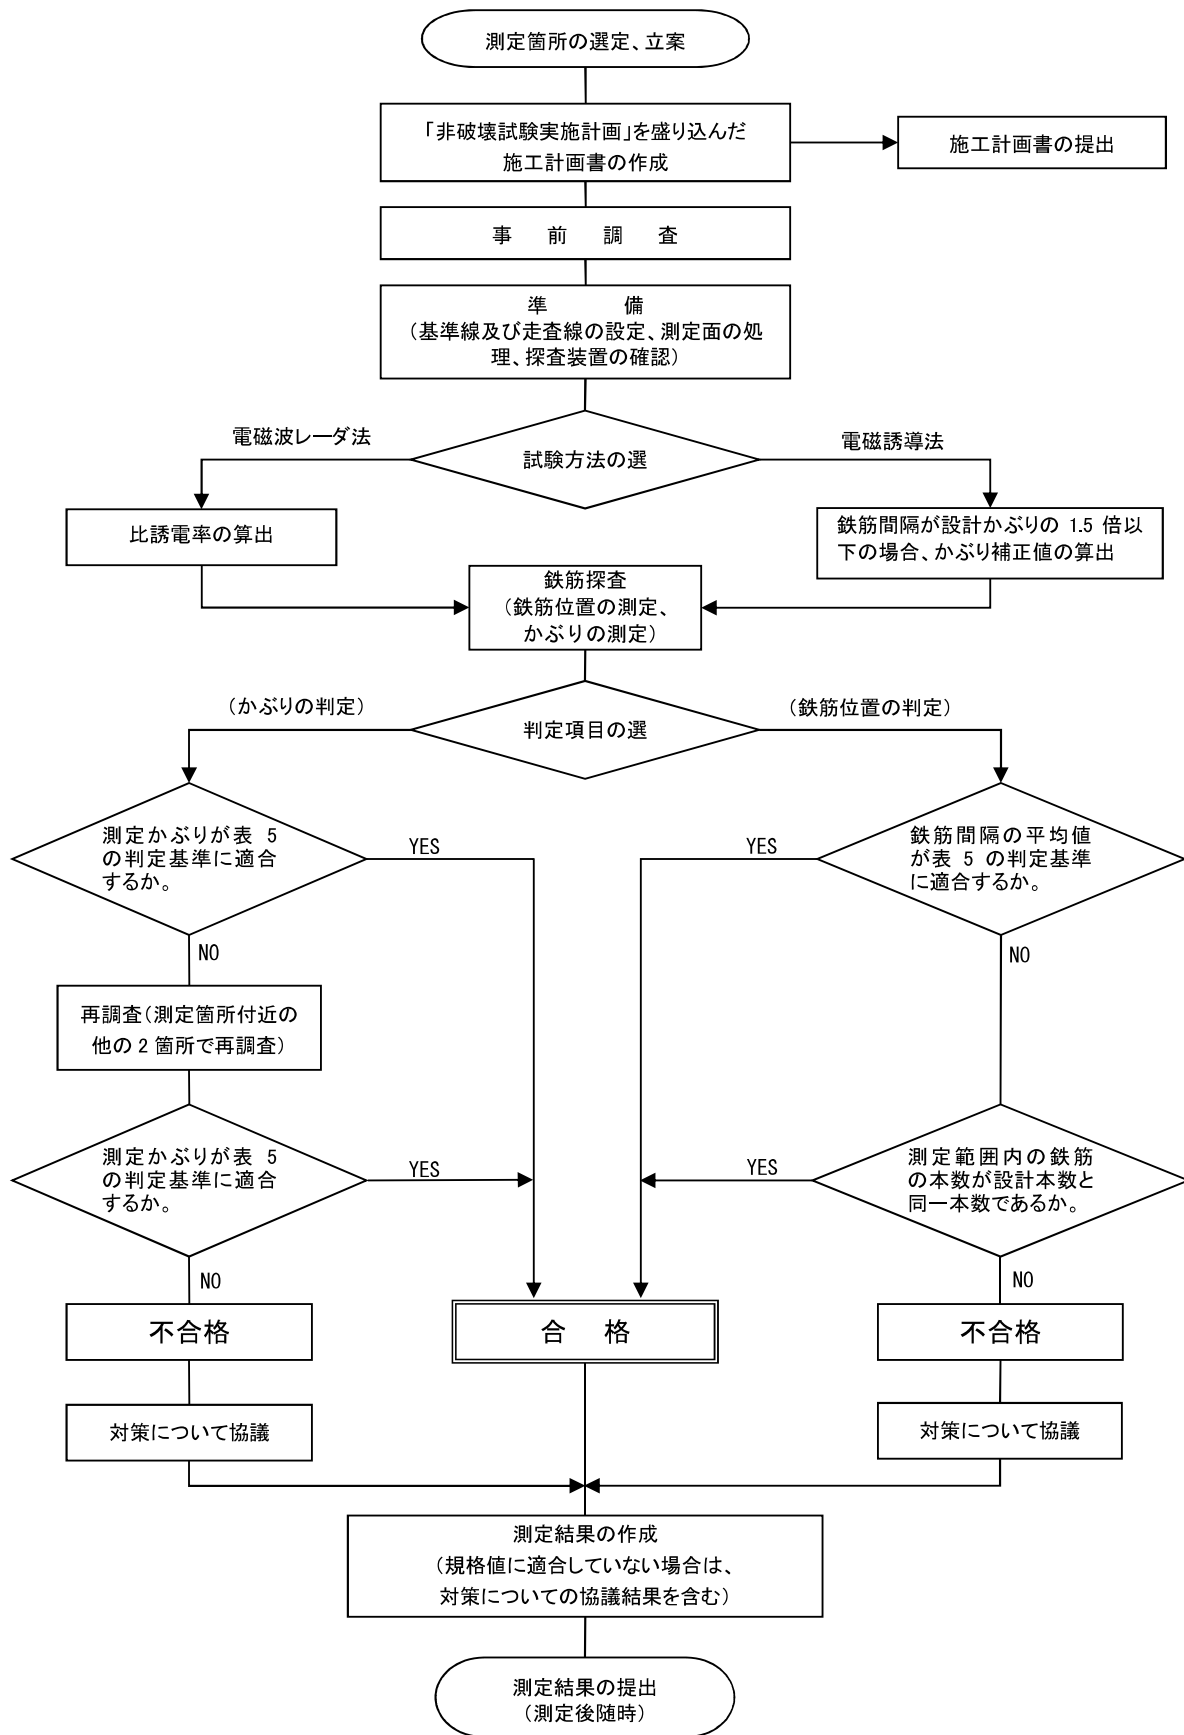 測定箇所の選定、立案
「非破壊試験実施計画」を盛り込んだ
施工計画書の作成
施工計画書の提出
事 前 調 査
準 備
(基準線及び走査線の設定、測定面の処
理、探査装置の確認)
電磁波レーダ法
試験方法の選
電磁誘導法
比誘電率の算出
鉄筋間隔が設計かぶりの 1.5 倍以
下の場合、かぶり補正値の算出
鉄筋探査
(鉄筋位置の測定、
かぶりの測定)
(かぶりの判定)
判定項目の選
(鉄筋位置の判定)
測定かぶりが表 5
の判定基準に適合
するか。
YES
YES
鉄筋間隔の平均値
が表 5 の判定基準
に適合するか。
NO
NO
再調査(測定箇所付近の
他の 2 箇所で再調査)
測定かぶりが表 5
の判定基準に適合
するか。
YES
YES
測定範囲内の鉄筋
の本数が設計本数と
同一本数であるか。
NO
NO
不合格
合 格
不合格
対策について協議
対策について協議
測定結果の作成
(規格値に適合していない場合は、
対策についての協議結果を含む)
測定結果の提出
(測定後随時)